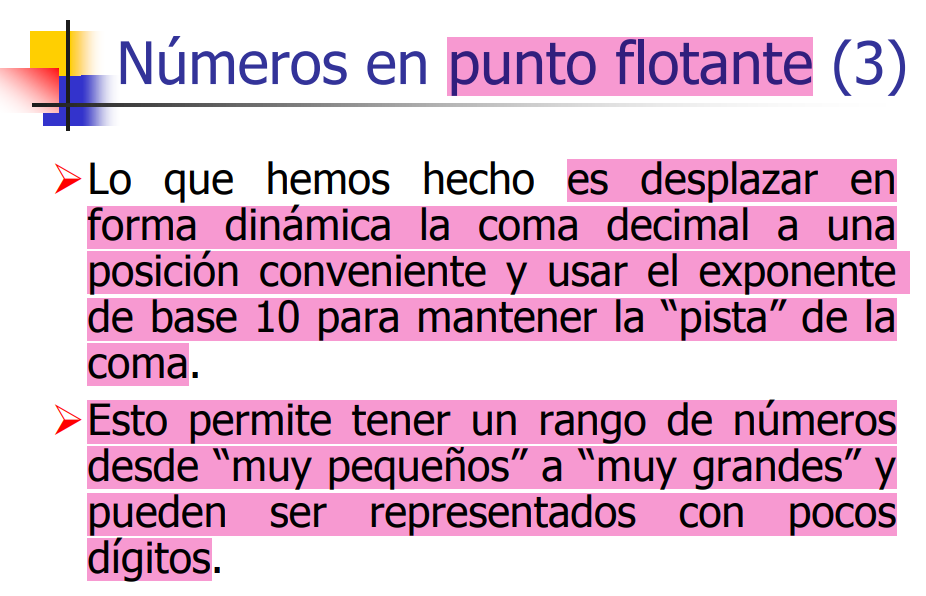 Números en punto flotante (3)
Lo que hemos hecho es desplazar en
forma dinámica la coma decimal a una
posición conveniente y usar el exponente
de base 10 para mantener la “pista” de la
coma.
Esto permite tener un rango de números
desde “muy pequeños” a “muy grandes” y
pueden ser representados con pocos
dígitos.